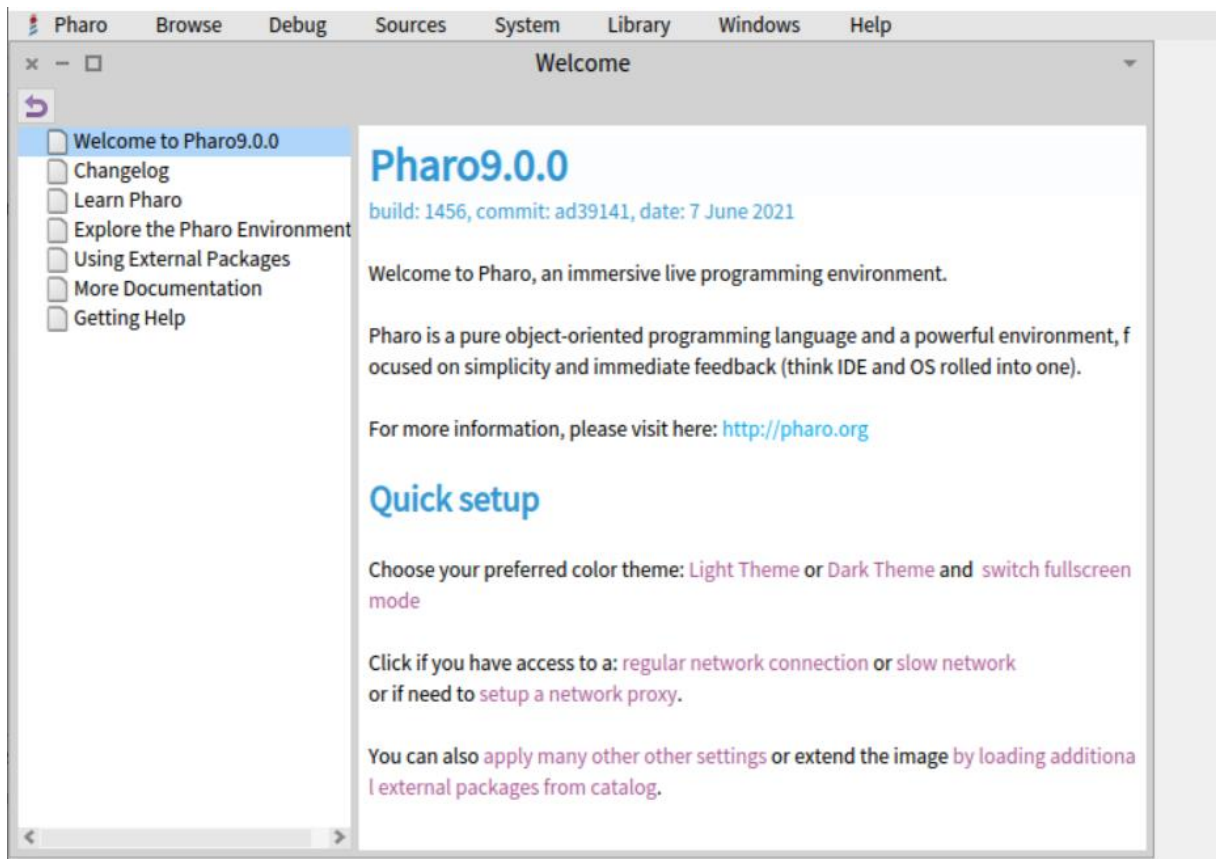 Pharo Browse Debug Sources System Library Windows Help
Welcome
Welcome to Pharo9.0.0
Changelog
Learn Pharo
Explore the Pharo Environment
Using External Packages
More Documentation
Getting Help
Pharo9.0.0
build: 1456, commit: ad39141, date: 7 June 2021
Welcome to Pharo, an immersive live programming environment.
Pharo is a pure object-oriented programming language and a powerful environment, f
ocused on simplicity and immediate feedback (think IDE and OS rolled into one).
For more information, please visit here: http://pharo.org
Quick setup
Choose your preferred color theme: Light Theme or Dark Theme and switch fullscreen
mode
Click if you have access to a: regular network connection or slow network
or if need to setup a network proxy.
You can also apply many other other settings or extend the image by loading additiona
l external packages from catalog.